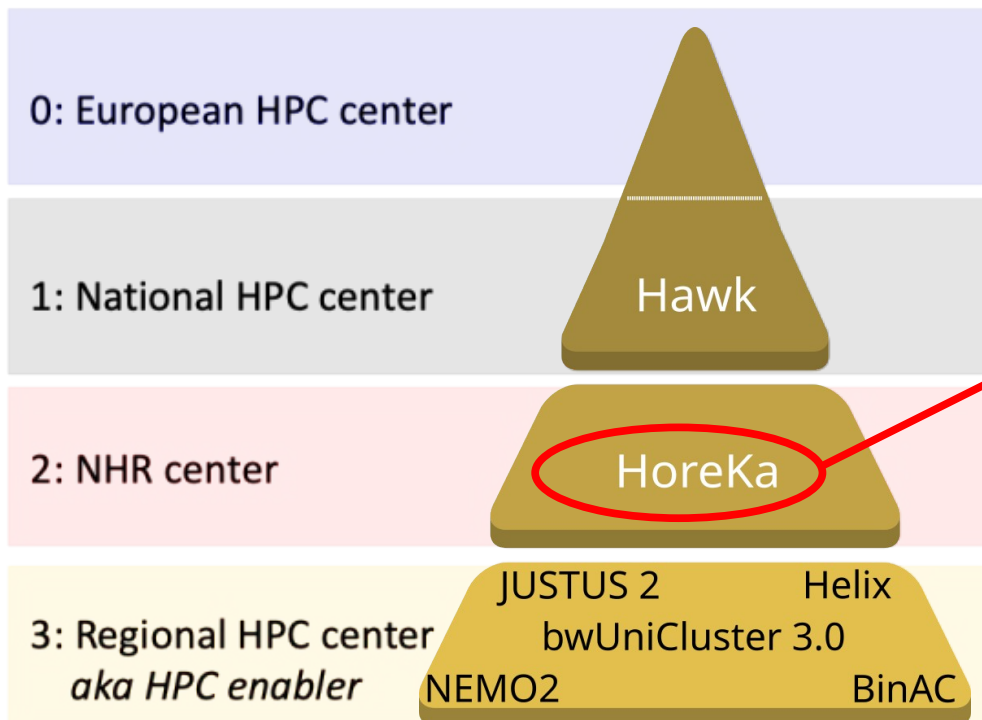 0: European HPC center
1: National HPC center
Hawk
2: NHR center
HoreKa
JUSTUS 2
Helix
3: Regional HPC center
bwUniCluster 3.0
aka HPC enabler
NEMO2
BinAC